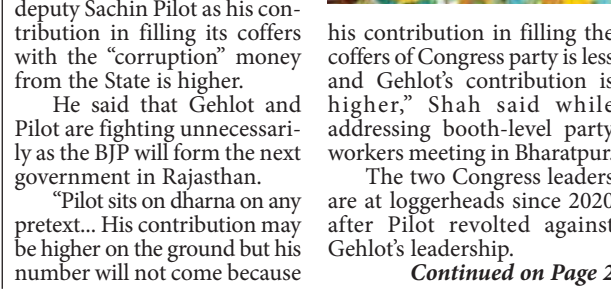 deputy Sachin Pilot as his con-
tribution in filling its coffers
with the “corruption” money
from the State is higher.
He said that Gehlot and
Pilot are fighting unnecessari-
ly as the BJP will form the next
government in Rajasthan.
“Pilot sits on dharna on any
pretext... His contribution may
be higher on the ground but his
number will not come because
his contribution in filling the
coffers of Congress party is less
and Gehlot’s contribution is
higher,” Shah said while
addressing booth-level party
workers meeting in Bharatpur.
The two Congress leaders
are at loggerheads since 2020
after Pilot revolted against
Gehlot’s leadership.
Continued on Page 2